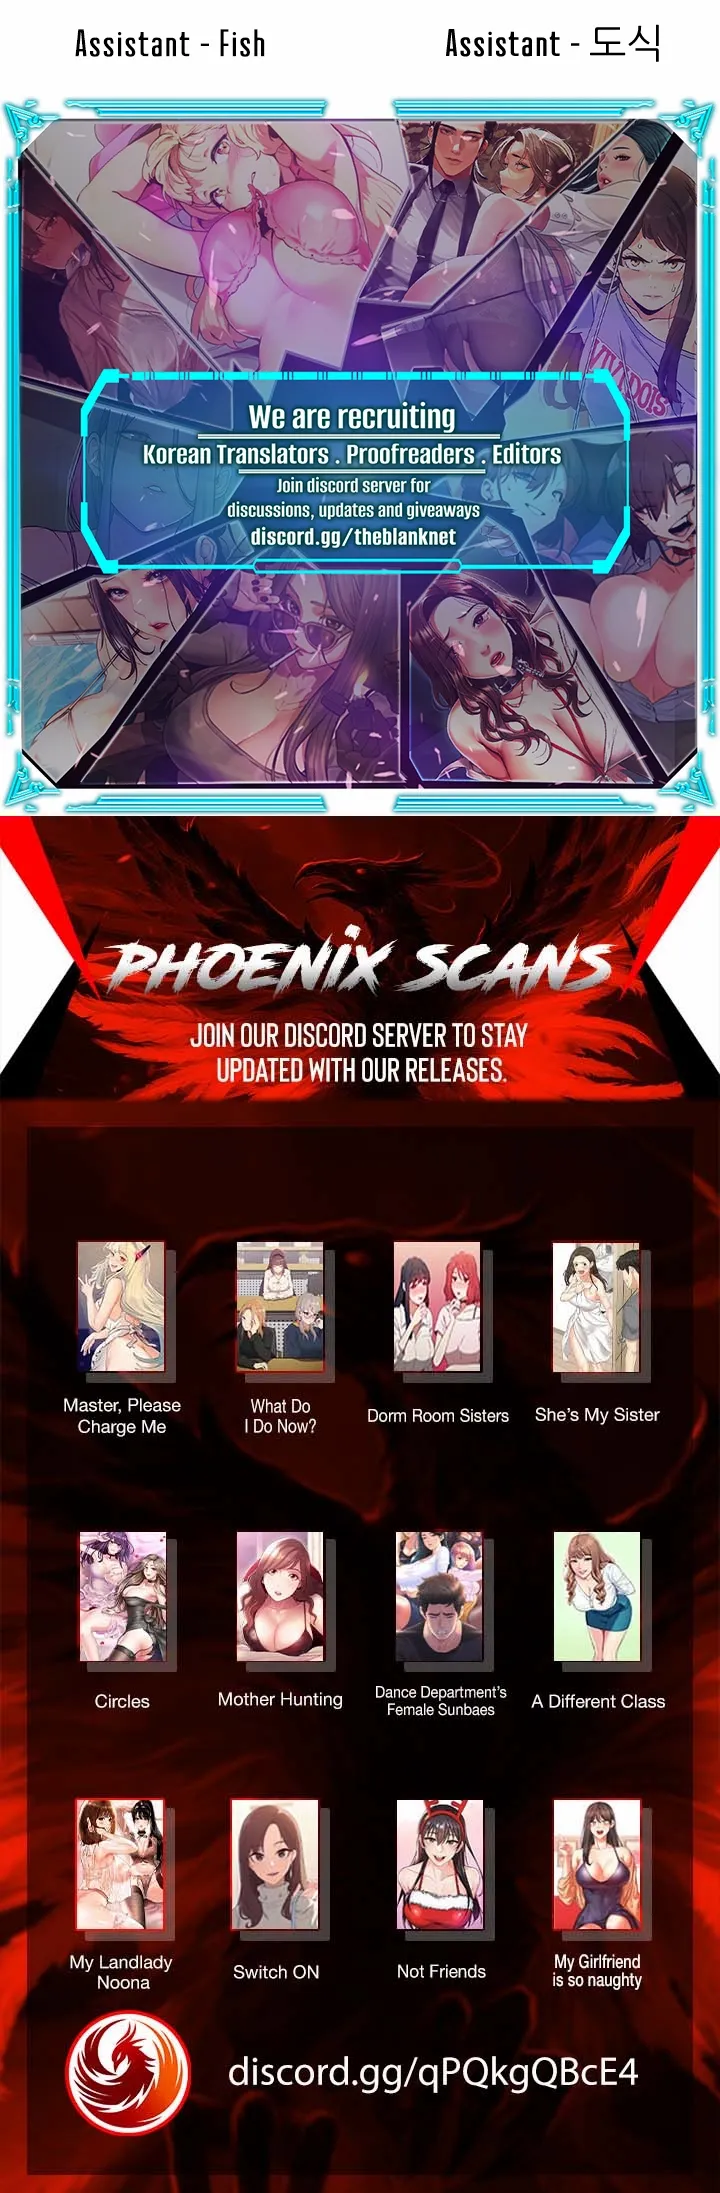 Assistant - Fish
Assistant - 도식
We are recruiting
Korean Translators . Proofreaders . Editors
Join discord server for
discussions, updates and giveaways
discord.gg/theblanknet
PHOENIX SCANS
JOIN OUR DISCORD SERVER TO STAY
UPDATED WITH OUR RELEASES.
Master, Please
Charge Me
What Do
I Do Now?
Dorm Room Sisters
She's My Sister
Circles
Mother Hunting
Dance Department's
Female Sunbaes
A Different Class
My Landlady
Noona
Switch ON
Not Friends
My Girlfriend
is so naughty
discord.gg/qPQkgQBcE4